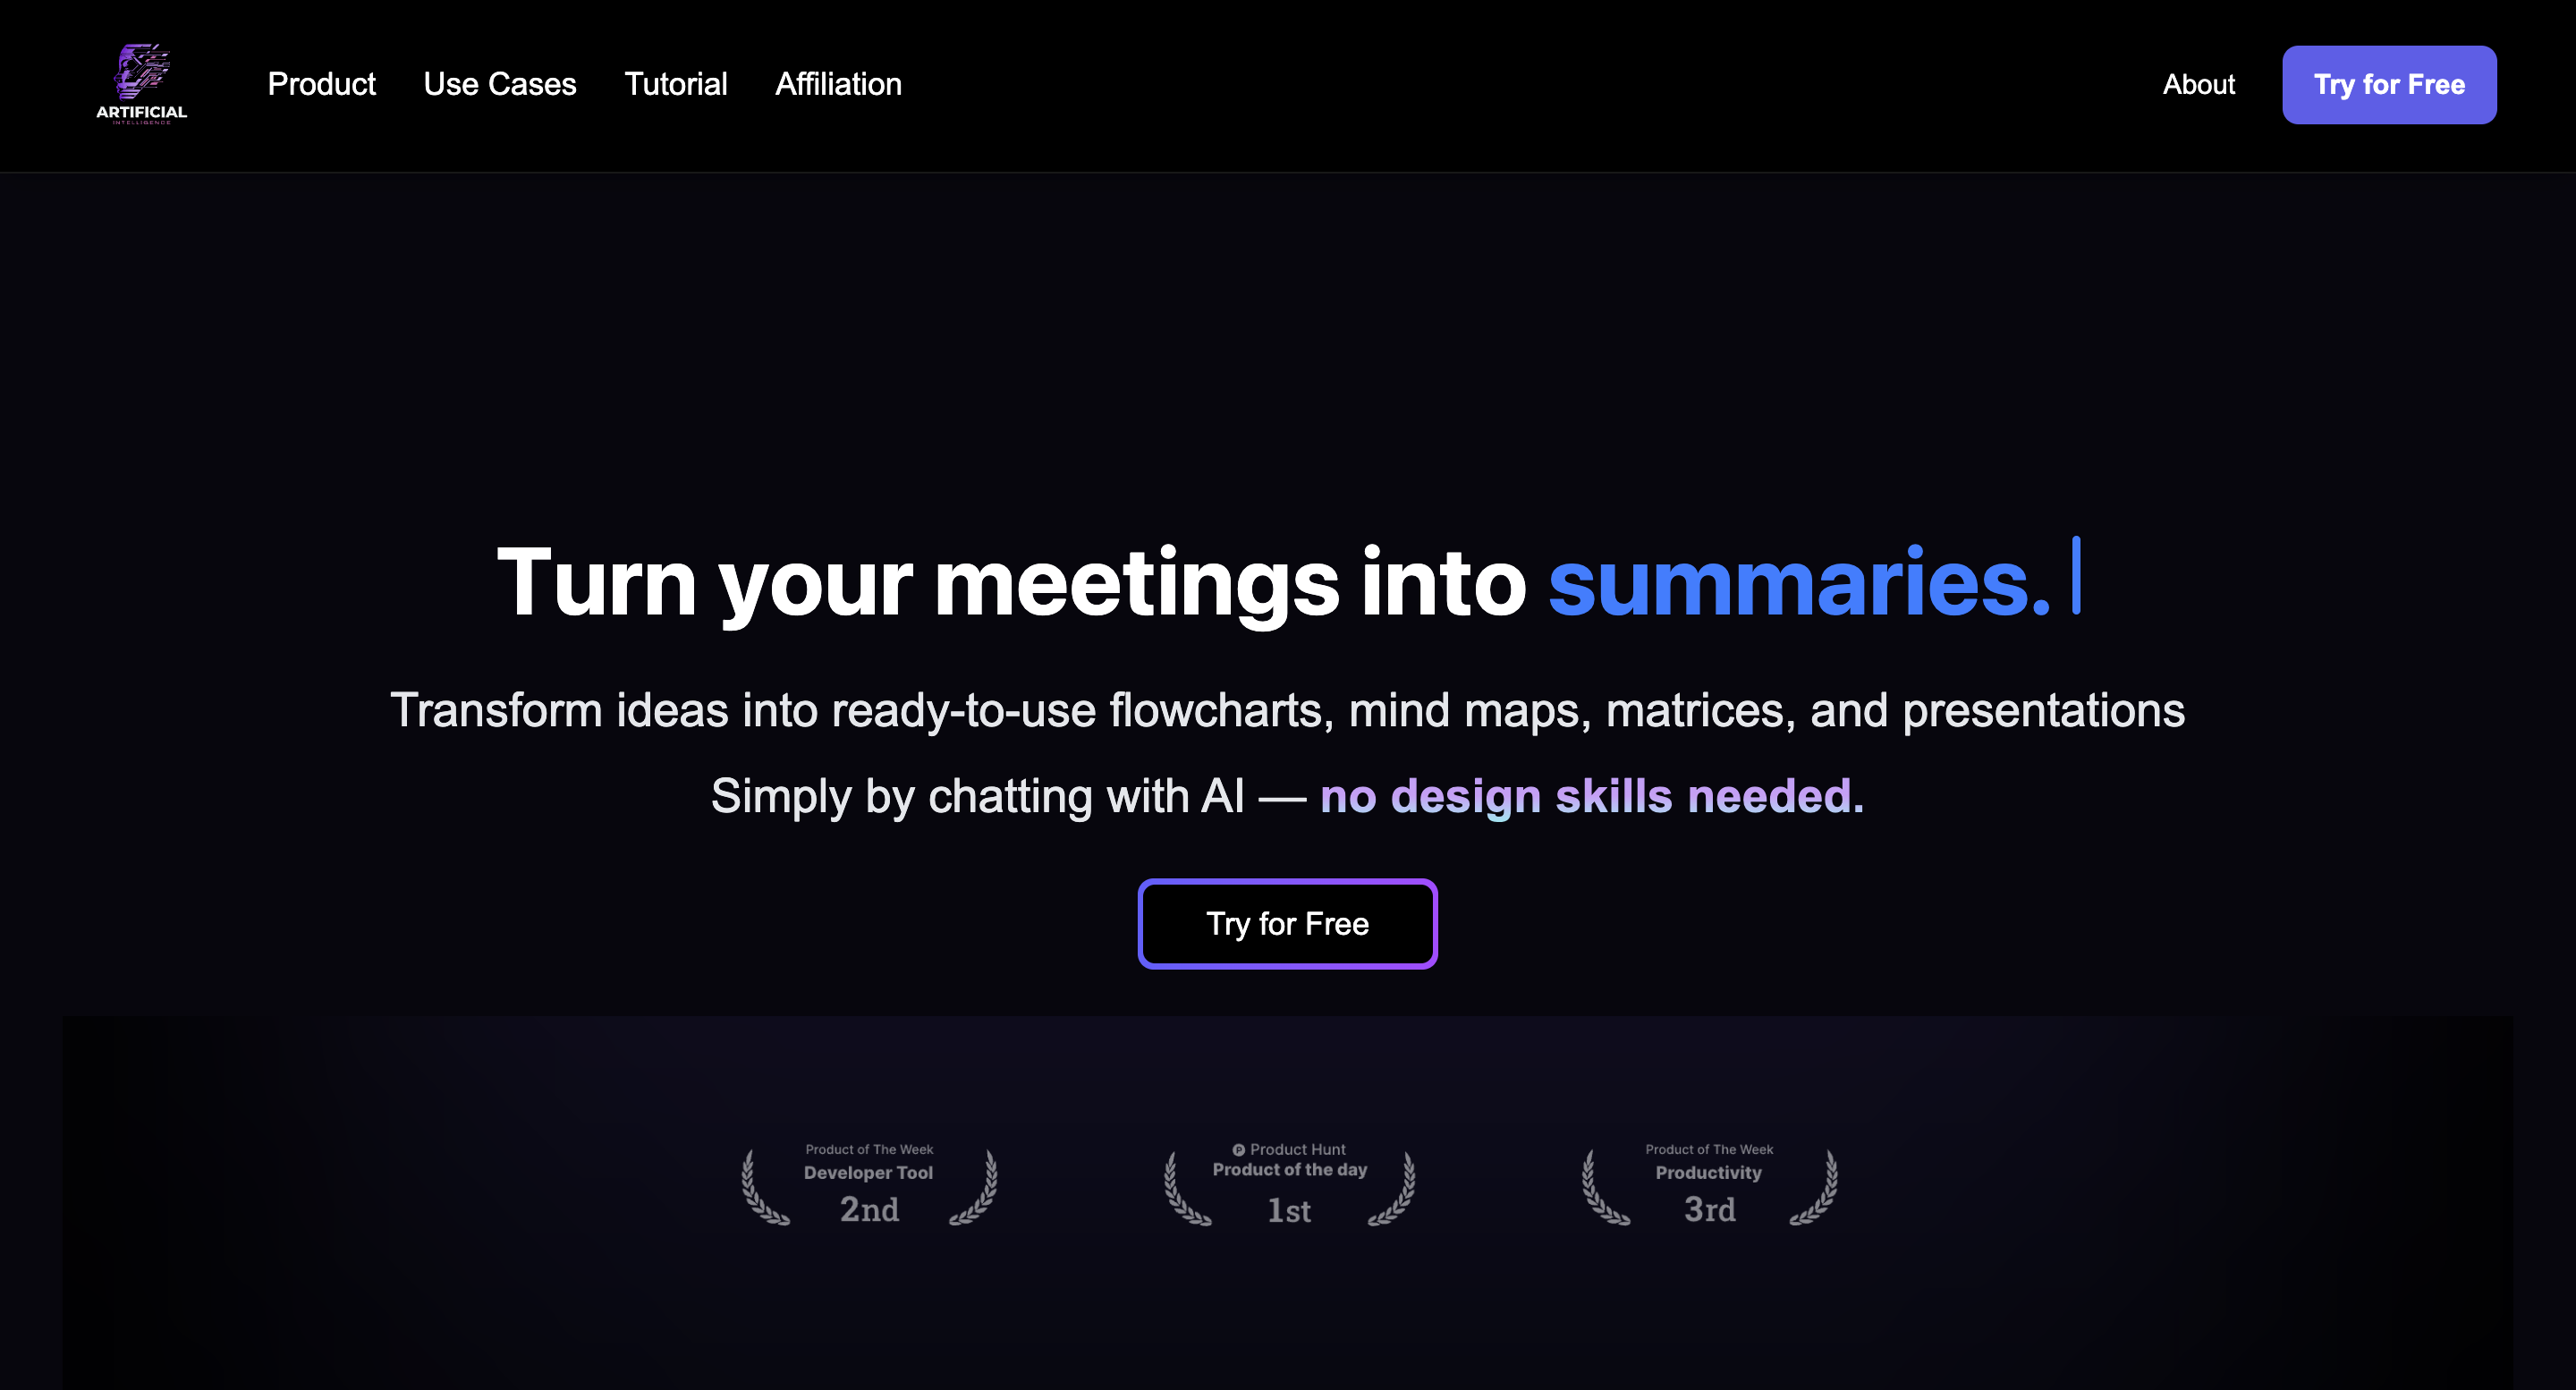 ARTIFICIAL
INTELLIGENCE
Product Use Cases Tutorial Affiliation
About Try for Free
Turn your meetings into summaries.
Transform ideas into ready-to-use flowcharts, mind maps, matrices, and presentations
Simply by chatting with AI — no design skills needed.
Try for Free
Product of The Week
Developer Tool
2nd
Product Hunt
Product of the day
1st
Product of The Week
Productivity
3rd